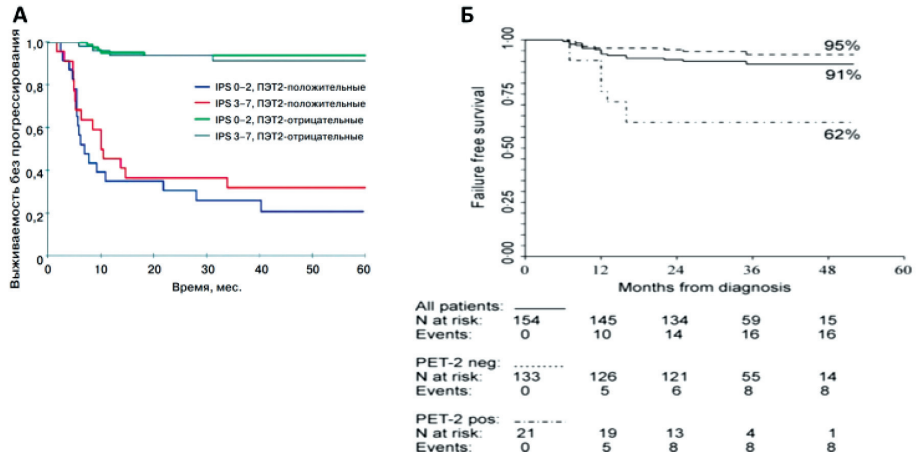 А
Выживаемость без прогрессирования
1,0
0,8
0,6
0,4
0,2
0
IPS 0–2, ПЭТ2-положительные
IPS 3–7, ПЭТ2-положительные
IPS 0–2, ПЭТ2-отрицательные
IPS 3–7, ПЭТ2-отрицательные
0 10 20 30 40 50 60
Время, мес.
Б
Failure free survival
1·00
0·75
0·50
0·25
0·00
95%
91%
62%
0 12 24 36 48 60
Months from diagnosis
All patients:
N at risk: 154 145 134 59 15
Events: 0 10 14 16 16
PET-2 neg:
N at risk: 133 126 121 55 14
Events: 0 5 6 8 8
PET-2 pos:
N at risk: 21 19 13 4 1
Events: 0 5 8 8 8